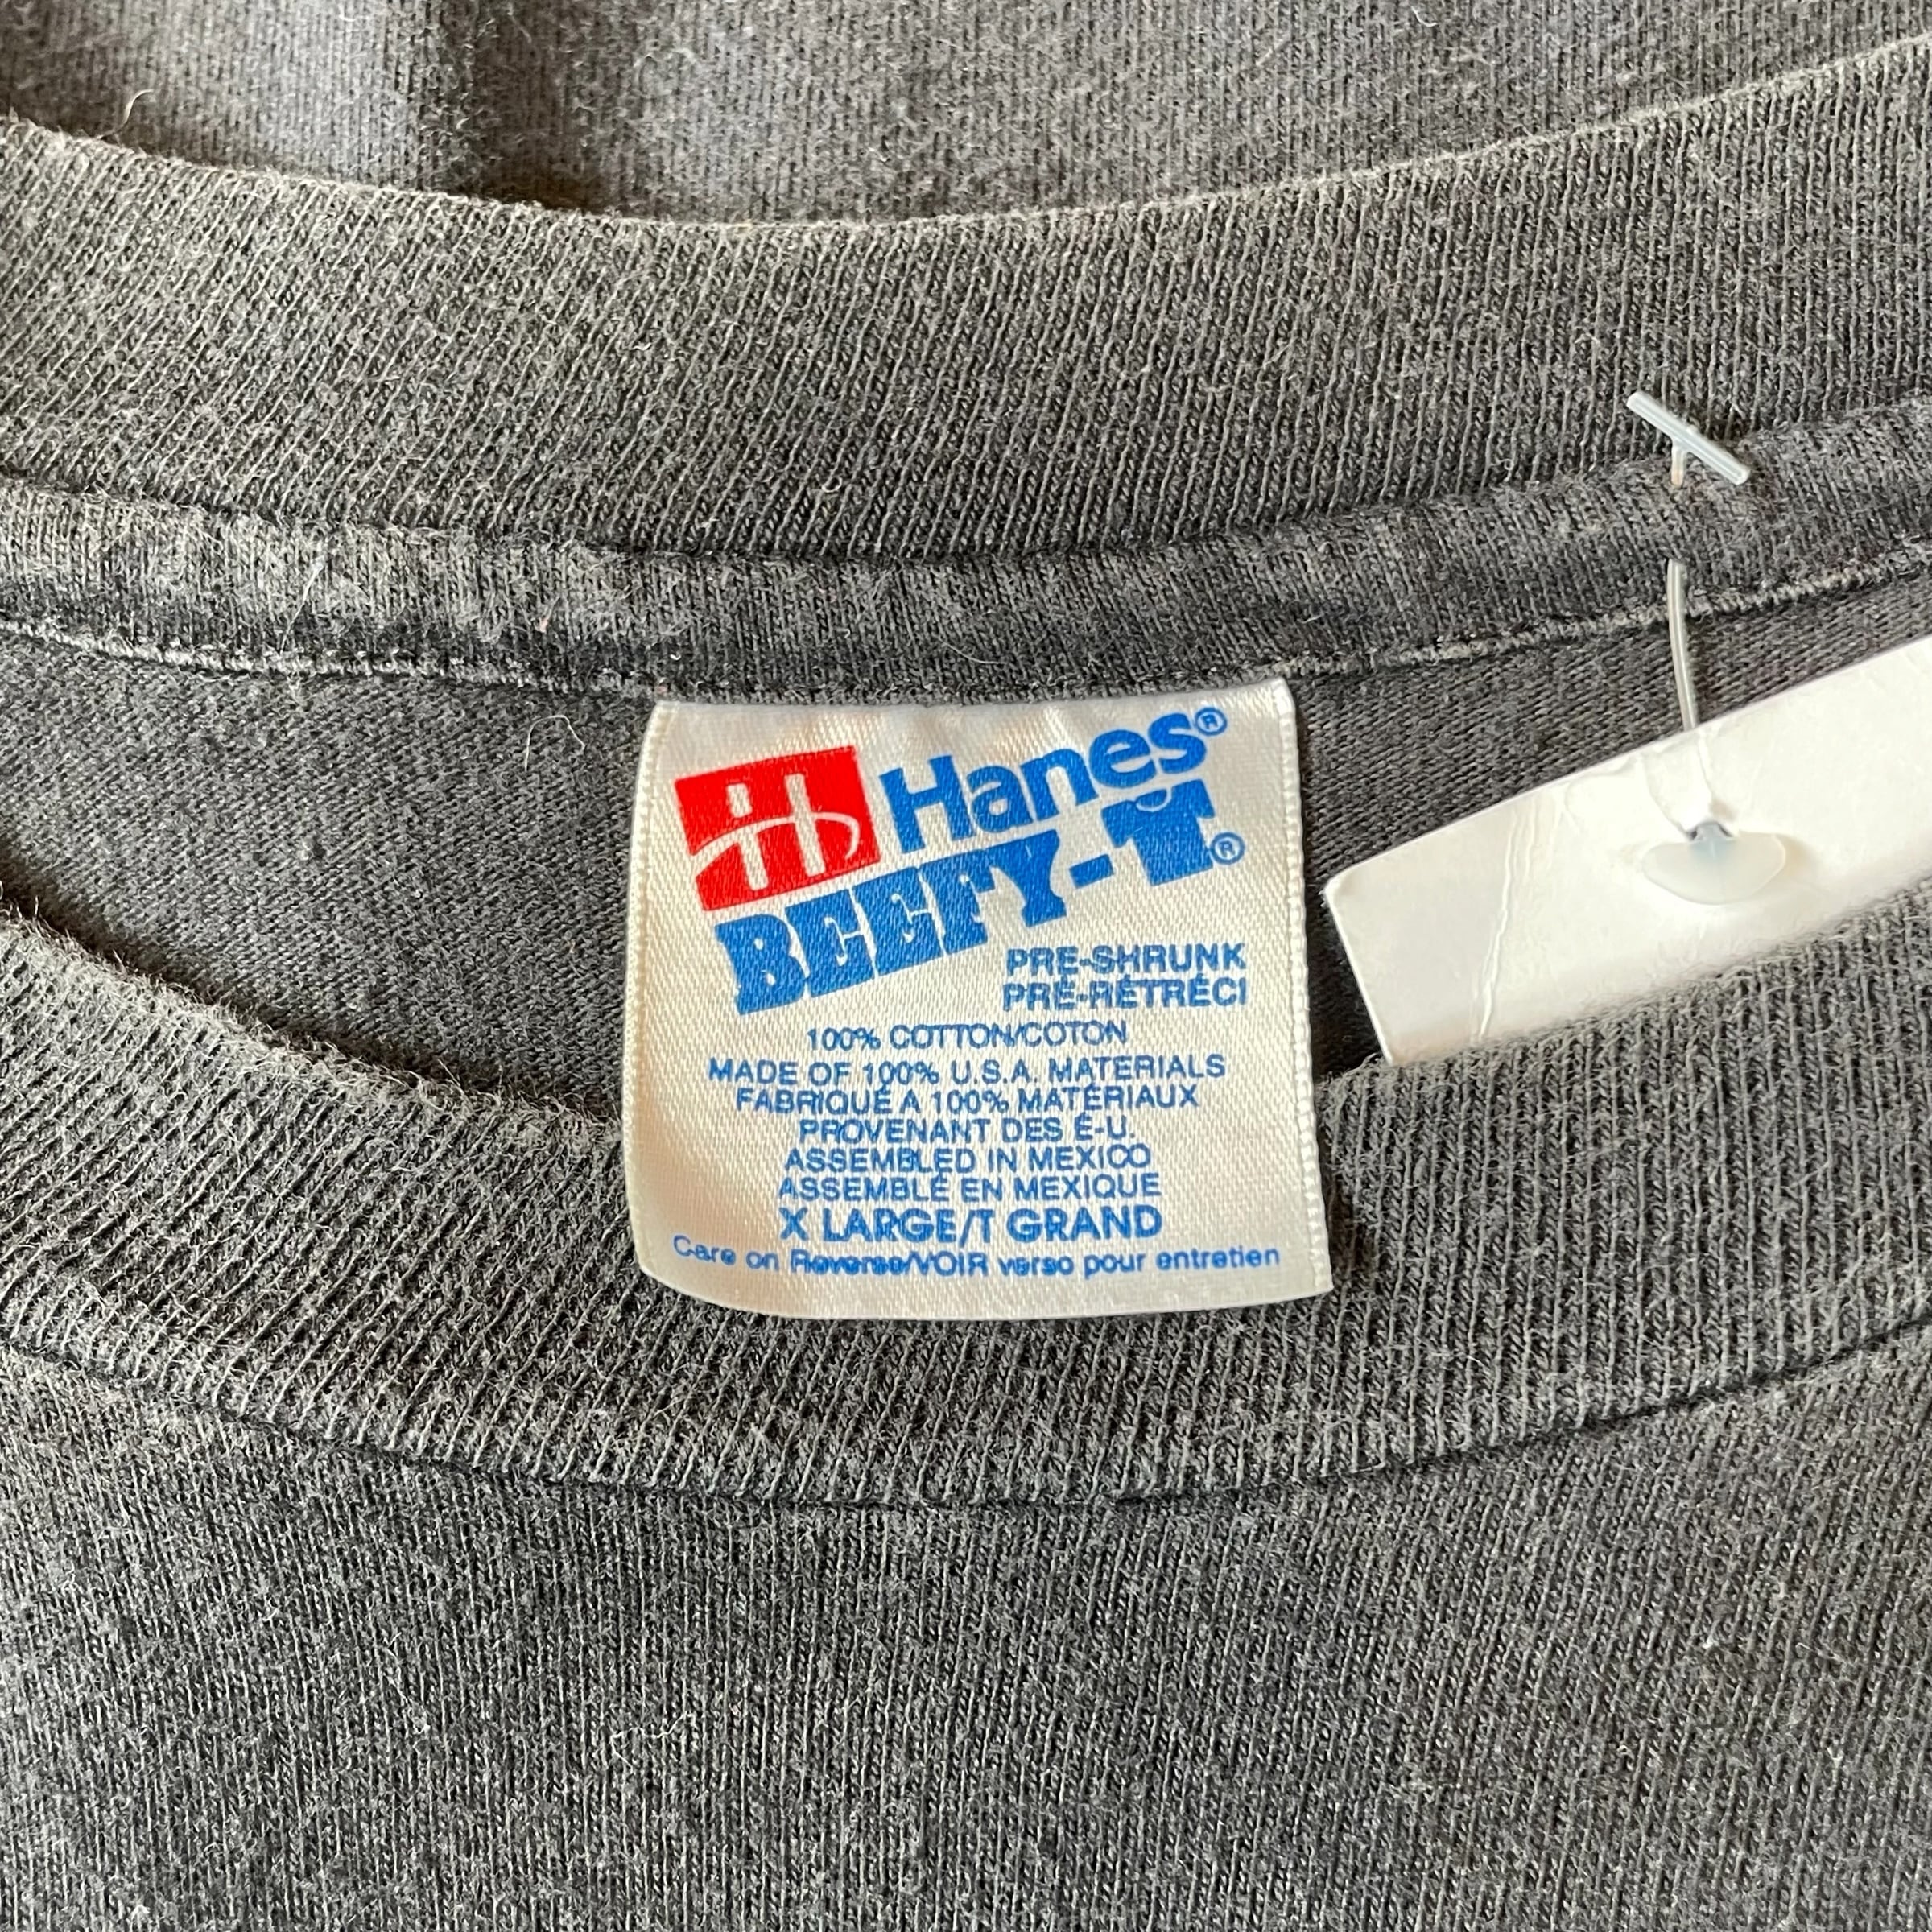 Hanes®
BEEFY-T®
PRE-SHRUNK
PRÉ-RÉTRÉCI
100% COTTON/COTON
MADE OF 100% U.S.A. MATERIALS
FABRIQUÉ A 100% MATÉRIAUX
PROVENANT DES É-U.
ASSEMBLED IN MEXICO
ASSEMBLÉ EN MEXIQUE
X LARGE/T GRAND
Care on Reverse/VOIR verso pour entretien